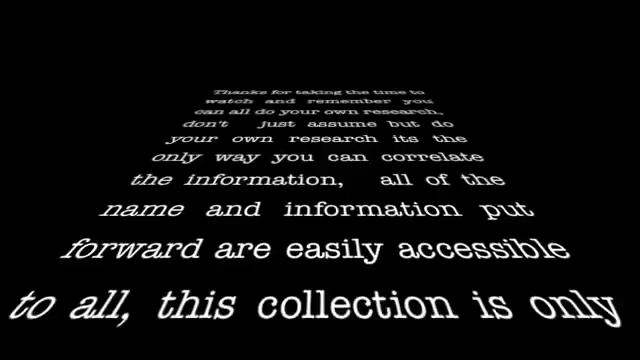 Thanks for taking the time to
watch and remember you
can all do your own research,
don't just assume but do
your own research its the
only way you can correlate
the information, all of the
name and information put
forward are easily accessible
to all, this collection is only